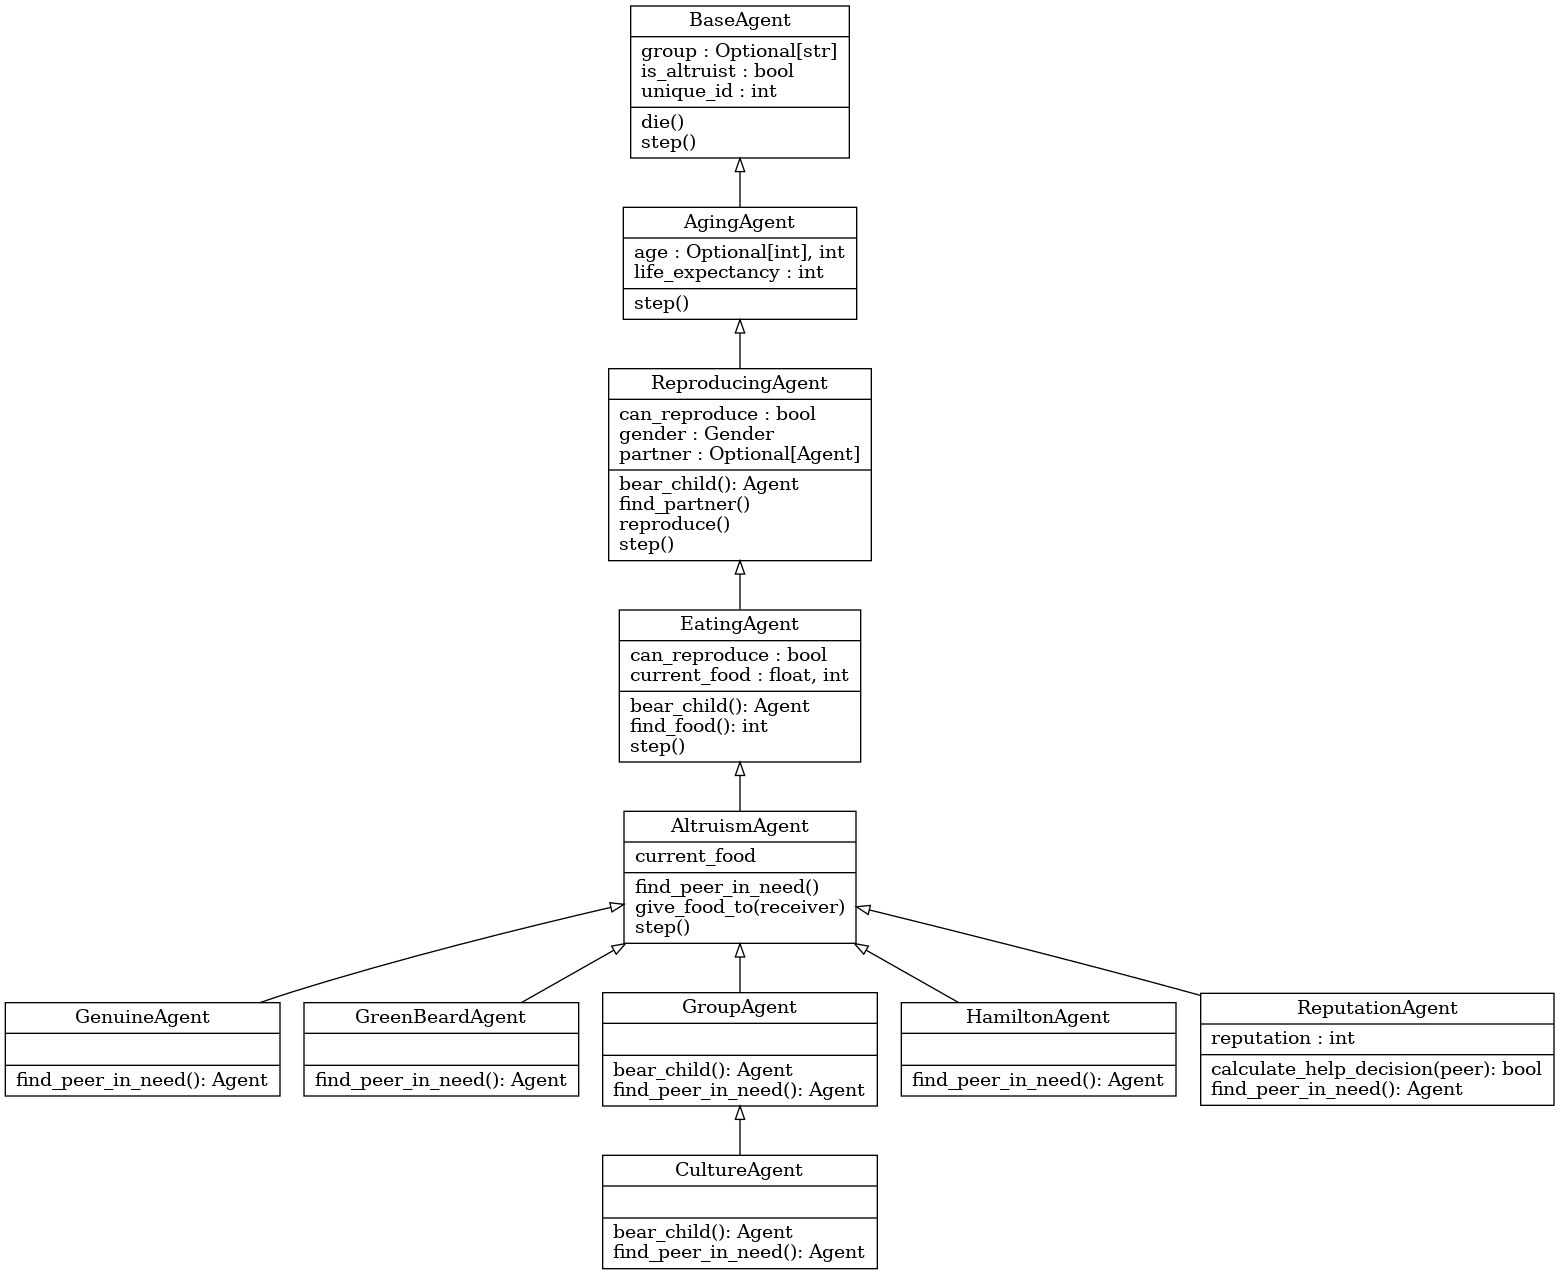 BaseAgent
group : Optional[str]
is_altruist : bool
unique_id : int
die()
step()
AgingAgent
age : Optional[int], int
life_expectancy : int
step()
ReproducingAgent
can_reproduce : bool
gender : Gender
partner : Optional[Agent]
bear_child(): Agent
find_partner()
reproduce()
step()
EatingAgent
can_reproduce : bool
current_food : float, int
bear_child(): Agent
find_food(): int
step()
AltruismAgent
current_food
find_peer_in_need()
give_food_to(receiver)
step()
GenuineAgent
find_peer_in_need(): Agent
GreenBeardAgent
find_peer_in_need(): Agent
GroupAgent
bear_child(): Agent
find_peer_in_need(): Agent
HamiltonAgent
find_peer_in_need(): Agent
ReputationAgent
reputation : int
calculate_help_decision(peer): bool
find_peer_in_need(): Agent
CultureAgent
bear_child(): Agent
find_peer_in_need(): Agent